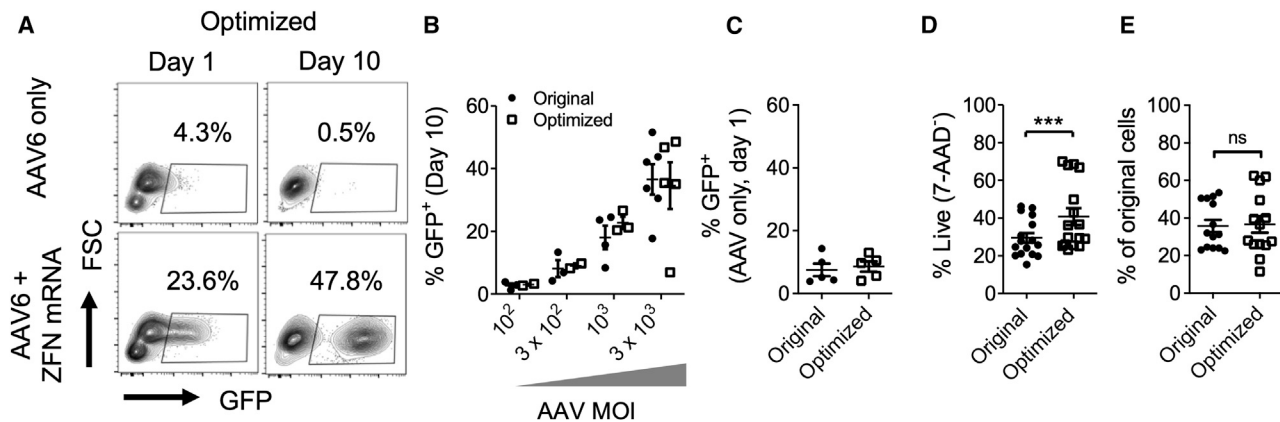 A
Optimized
Day 1
Day 10
AAV6 only
4.3%
0.5%
AAV6 +
ZFN mRNA
FSC
23.6%
47.8%
GFP
B
% GFP⁺ (Day 10)
60
40
20
0
Original
Optimized
10²
3 x 10²
10³
3 x 10³
AAV MOI
C
% GFP⁺
(AAV only, day 1)
60
40
20
0
Original
Optimized
D
% Live (7-AAD⁻)
100
80
60
40
20
0
***
Original
Optimized
E
% of original cells
100
80
60
40
20
0
ns
Original
Optimized